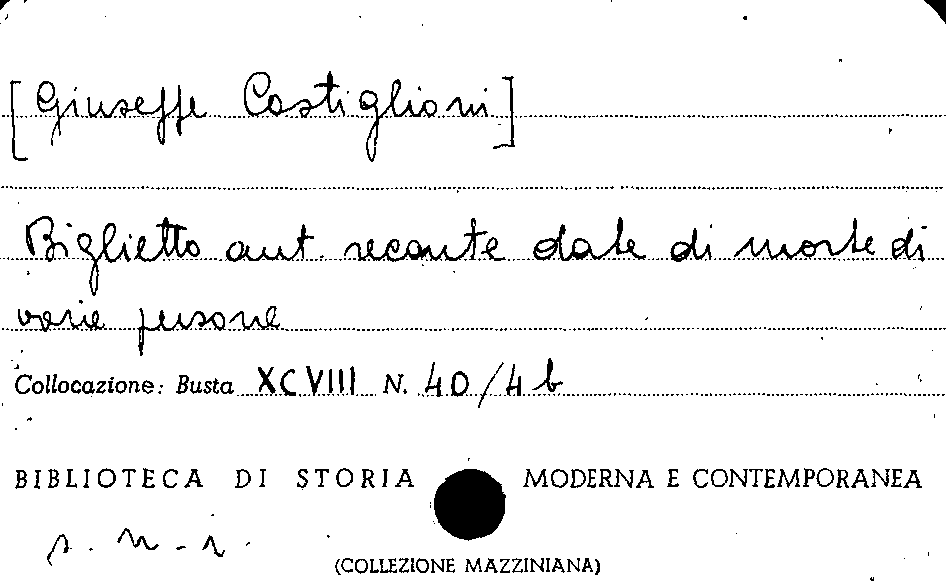 [Giuseppe Castiglioni]
Biglietto aut. recante date di morte di
varie persone
Collocazione: Busta XCVIII N. 40/4 b
BIBLIOTECA DI STORIA MODERNA E CONTEMPORANEA
s. n. i.
(COLLEZIONE MAZZINIANA)